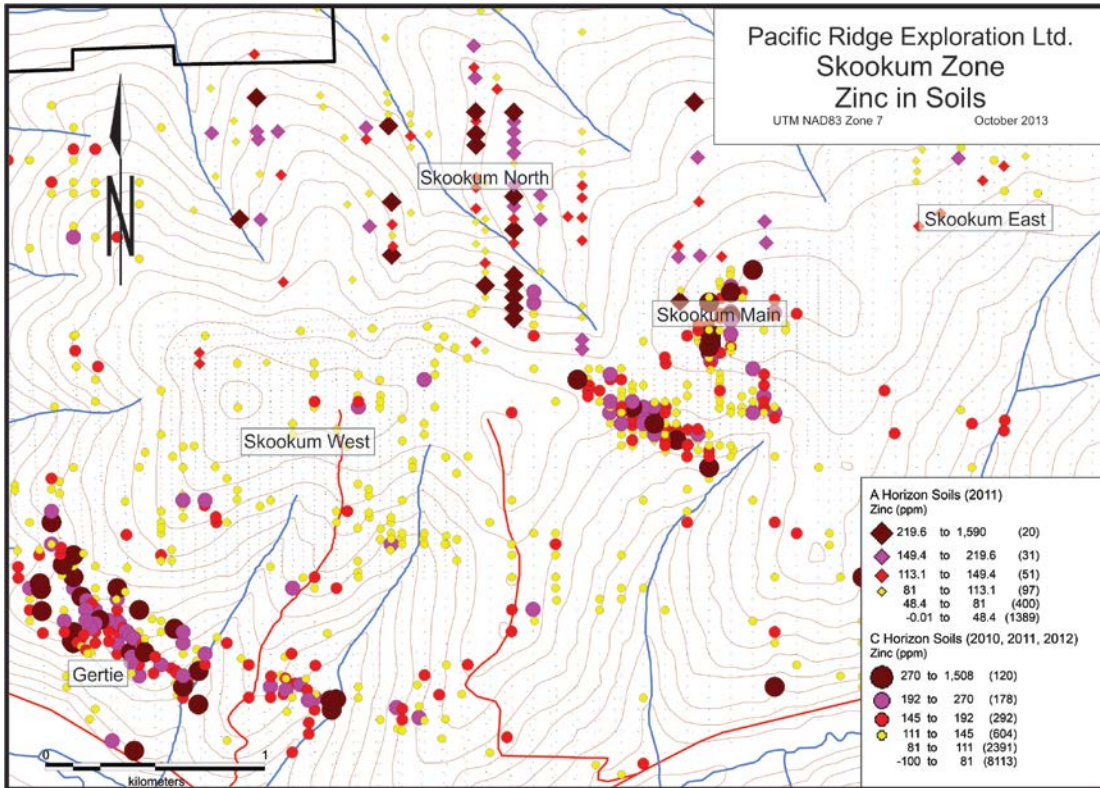 Pacific Ridge Exploration Ltd.
Skookum Zone
Zinc in Soils
UTM NAD83 Zone 7 October 2013
N
Skookum North
Skookum East
Skookum Main
Skookum West
Gertie
A Horizon Soils (2011)
Zinc (ppm)
219.6 to 1,590 (20)
149.4 to 219.6 (31)
113.1 to 149.4 (51)
81 to 113.1 (97)
48.4 to 81 (400)
-0.01 to 48.4 (1389)
C Horizon Soils (2010, 2011, 2012)
Zinc (ppm)
270 to 1,508 (120)
192 to 270 (178)
145 to 192 (292)
111 to 145 (604)
81 to 111 (2391)
-100 to 81 (8113)
0 1
kilometers